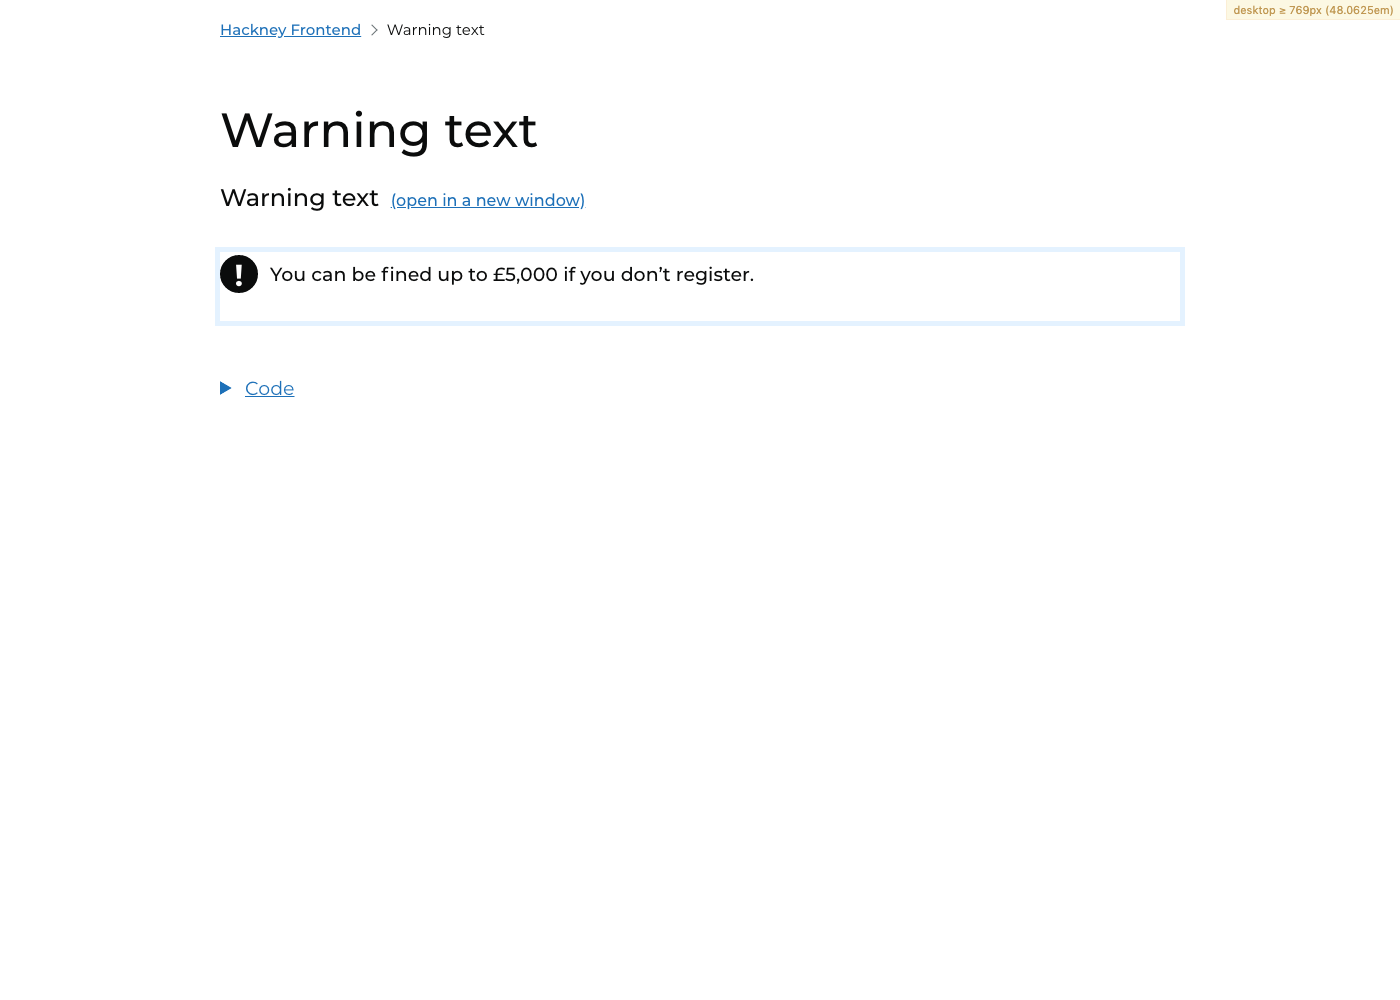 desktop ≥ 769px (48.0625em)
Hackney Frontend > Warning text
Warning text
Warning text (open in a new window)
! You can be fined up to £5,000 if you don’t register.
Code